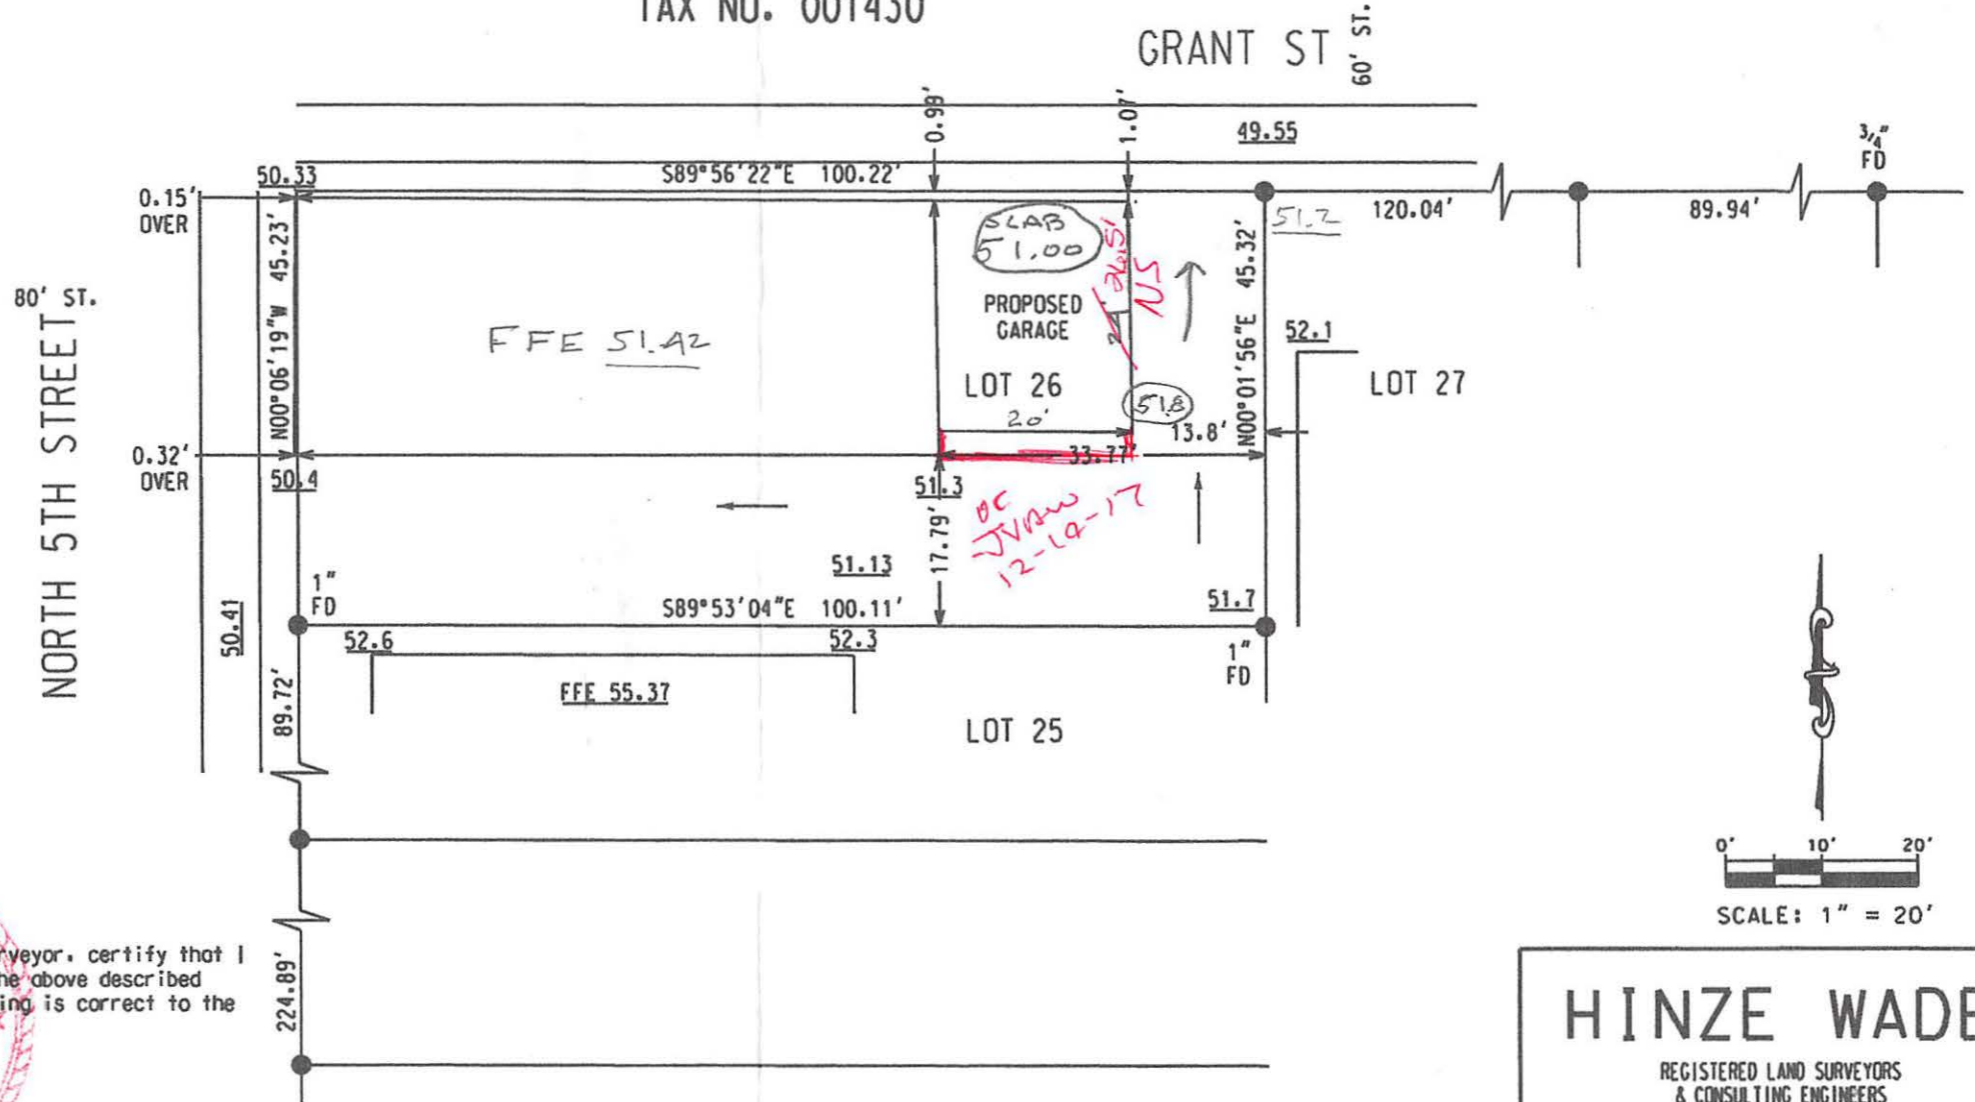 TAX NO. 001430
GRANT ST
60' ST.
0.99'
1.07'
49.55
3/4"
FD
50.33
S89°56'22"E 100.22'
0.15'
OVER
120.04'
89.94'
51.2
SLAB
51.00
26.5'
NS
45.23'
N00°06'19"W
45.32'
N00°01'56"E
80' ST.
NORTH 5TH STREET
FFE 51.42
PROPOSED
GARAGE
52.1
LOT 26
LOT 27
51.8
20'
13.8'
33.77'
0.32'
OVER
50.4
51.3
17.79'
OC
12-19-17
51.13
1"
FD
S89°53'04"E 100.11'
51.7
50.41
52.6
52.3
1"
FD
FFE 55.37
89.72'
LOT 25
0' 10' 20'
SCALE: 1" = 20'
rveyor. certify that I
he above described
ing is correct to the
224.89'
HINZE WADE
REGISTERED LAND SURVEYORS
& CONSULTING ENGINEERS